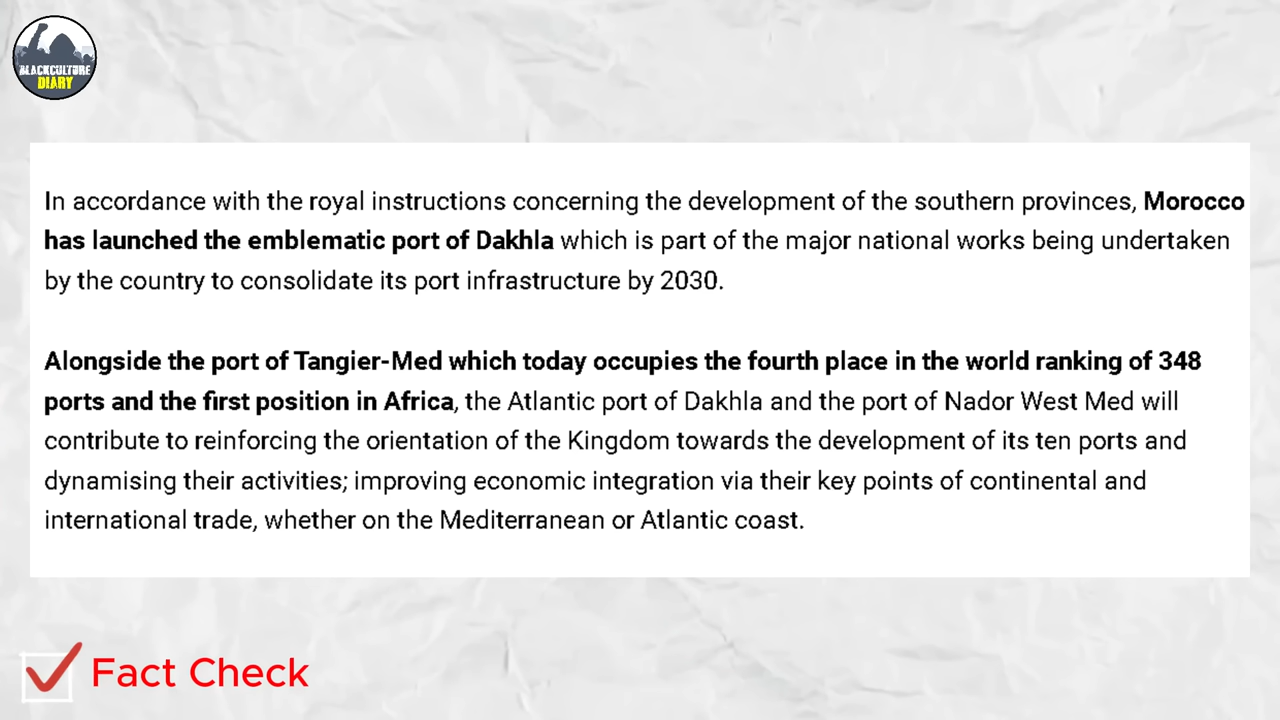 BLACKCULTURE
DIARY
In accordance with the royal instructions concerning the development of the southern provinces, Morocco
has launched the emblematic port of Dakhla which is part of the major national works being undertaken
by the country to consolidate its port infrastructure by 2030.
Alongside the port of Tangier-Med which today occupies the fourth place in the world ranking of 348
ports and the first position in Africa, the Atlantic port of Dakhla and the port of Nador West Med will
contribute to reinforcing the orientation of the Kingdom towards the development of its ten ports and
dynamising their activities; improving economic integration via their key points of continental and
international trade, whether on the Mediterranean or Atlantic coast.
Fact Check